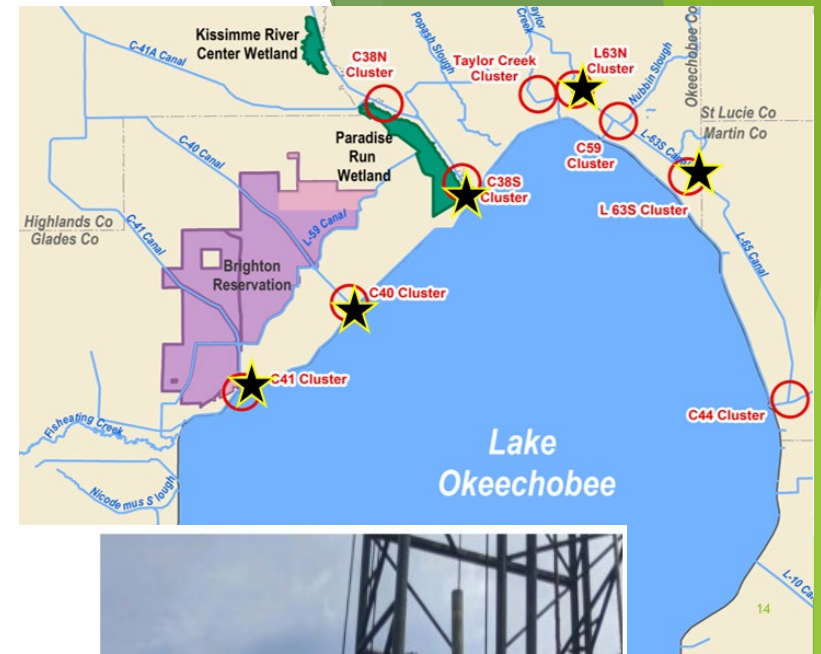 Kissimme River
Center Wetland
C-41A Canal
C38N
Cluster
Popash Slough
Taylor
Creek
Taylor Creek
Cluster
L63N
Cluster
Nubbin Slough
Okeechobee Co
St Lucie Co
Martin Co
C-40 Canal
Paradise
Run
Wetland
C59
Cluster
L-63S Canal
C38S
Cluster
L 63S Cluster
Highlands Co
Glades Co
C-41 Canal
L-59 Canal
L-65 Canal
Brighton
Reservation
C40 Cluster
C41 Cluster
C44 Cluster
Fisheating Creek
Lake
Okeechobee
Nicodemus Slough
L-10
14